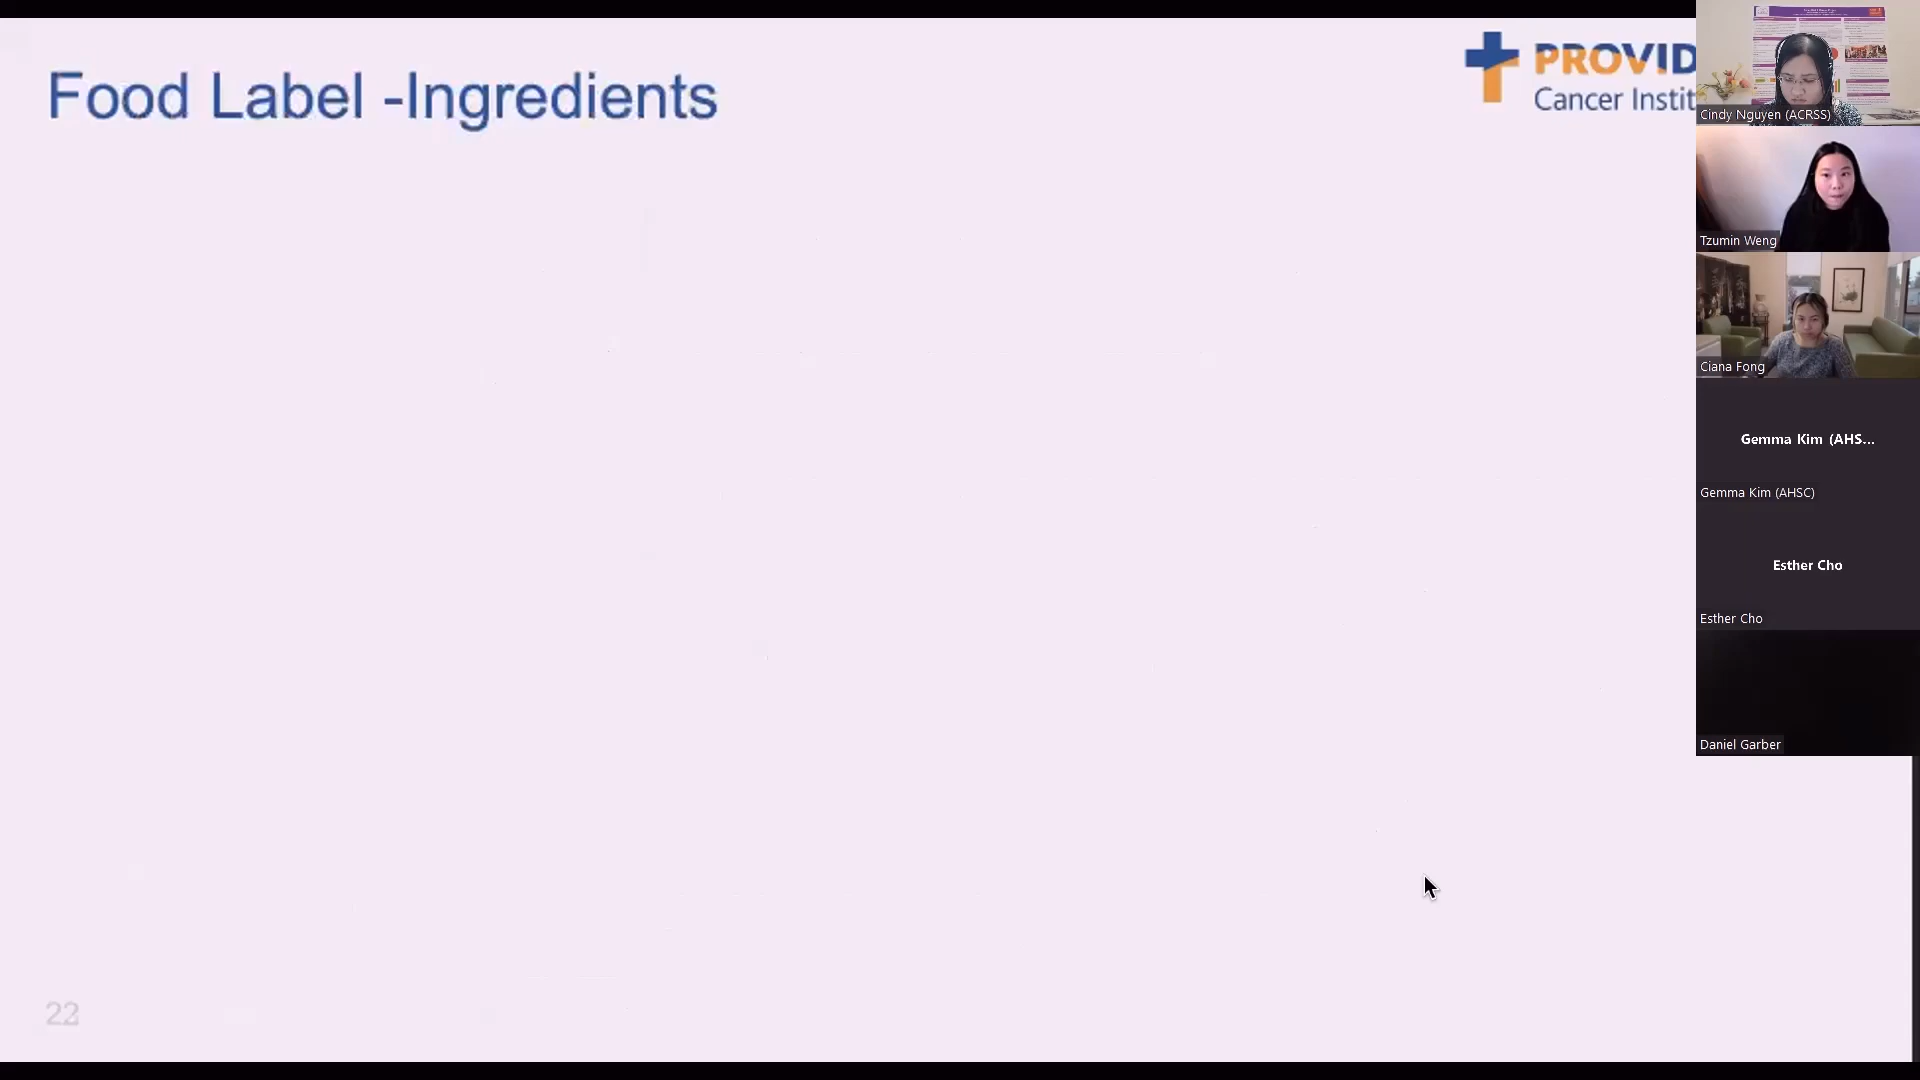 Food Label -Ingredients
PROVID
Cancer Instit
Cindy Nguyen (ACRSS)
Tzumin Weng
Ciana Fong
Gemma Kim (AHS...
Gemma Kim (AHSC)
Esther Cho
Esther Cho
Daniel Garber
22